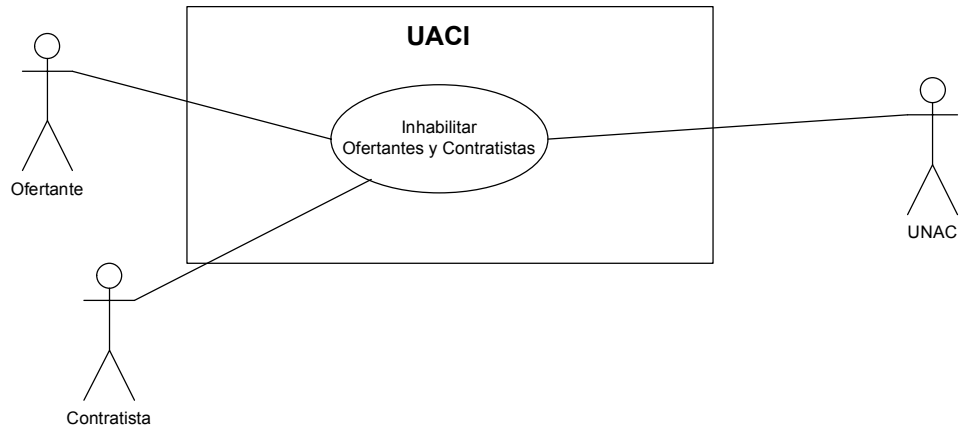 UACI
Inhabilitar
Ofertantes y Contratistas
Ofertante
UNAC
Contratista